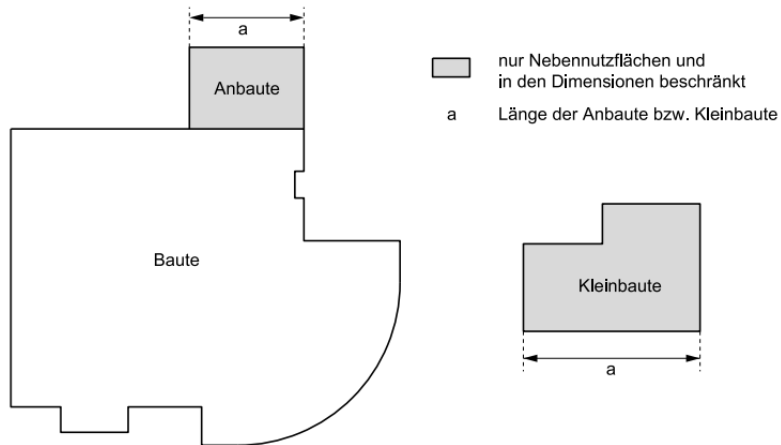 a
Anbaute
nur Nebennutzflächen und
in den Dimensionen beschränkt
a Länge der Anbaute bzw. Kleinbaute
Baute
Kleinbaute
a